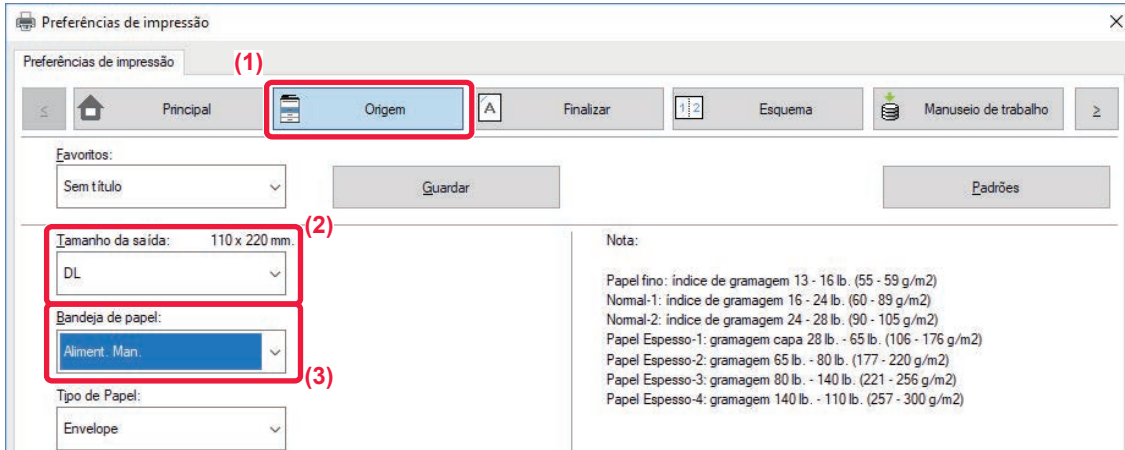 Preferências de impressão
Preferências de impressão
(1)
≤ Principal Origem A Finalizar 1 2 Esquema Manuseio de trabalho ≥
Favoritos:
Sem título Guardar Padrões
(2)
Tamanho da saída: 110 x 220 mm.
DL
Bandeja de papel:
Aliment. Man.
(3)
Tipo de Papel:
Envelope
Nota:
Papel fino: índice de gramagem 13 - 16 lb. (55 - 59 g/m2)
Normal-1: índice de gramagem 16 - 24 lb. (60 - 89 g/m2)
Normal-2: índice de gramagem 24 - 28 lb. (90 - 105 g/m2)
Papel Espesso-1: gramagem capa 28 lb. - 65 lb. (106 - 176 g/m2)
Papel Espesso-2: gramagem 65 lb. - 80 lb. (177 - 220 g/m2)
Papel Espesso-3: gramagem 80 lb. - 140 lb. (221 - 256 g/m2)
Papel Espesso-4: gramagem 140 lb. - 110 lb. (257 - 300 g/m2)